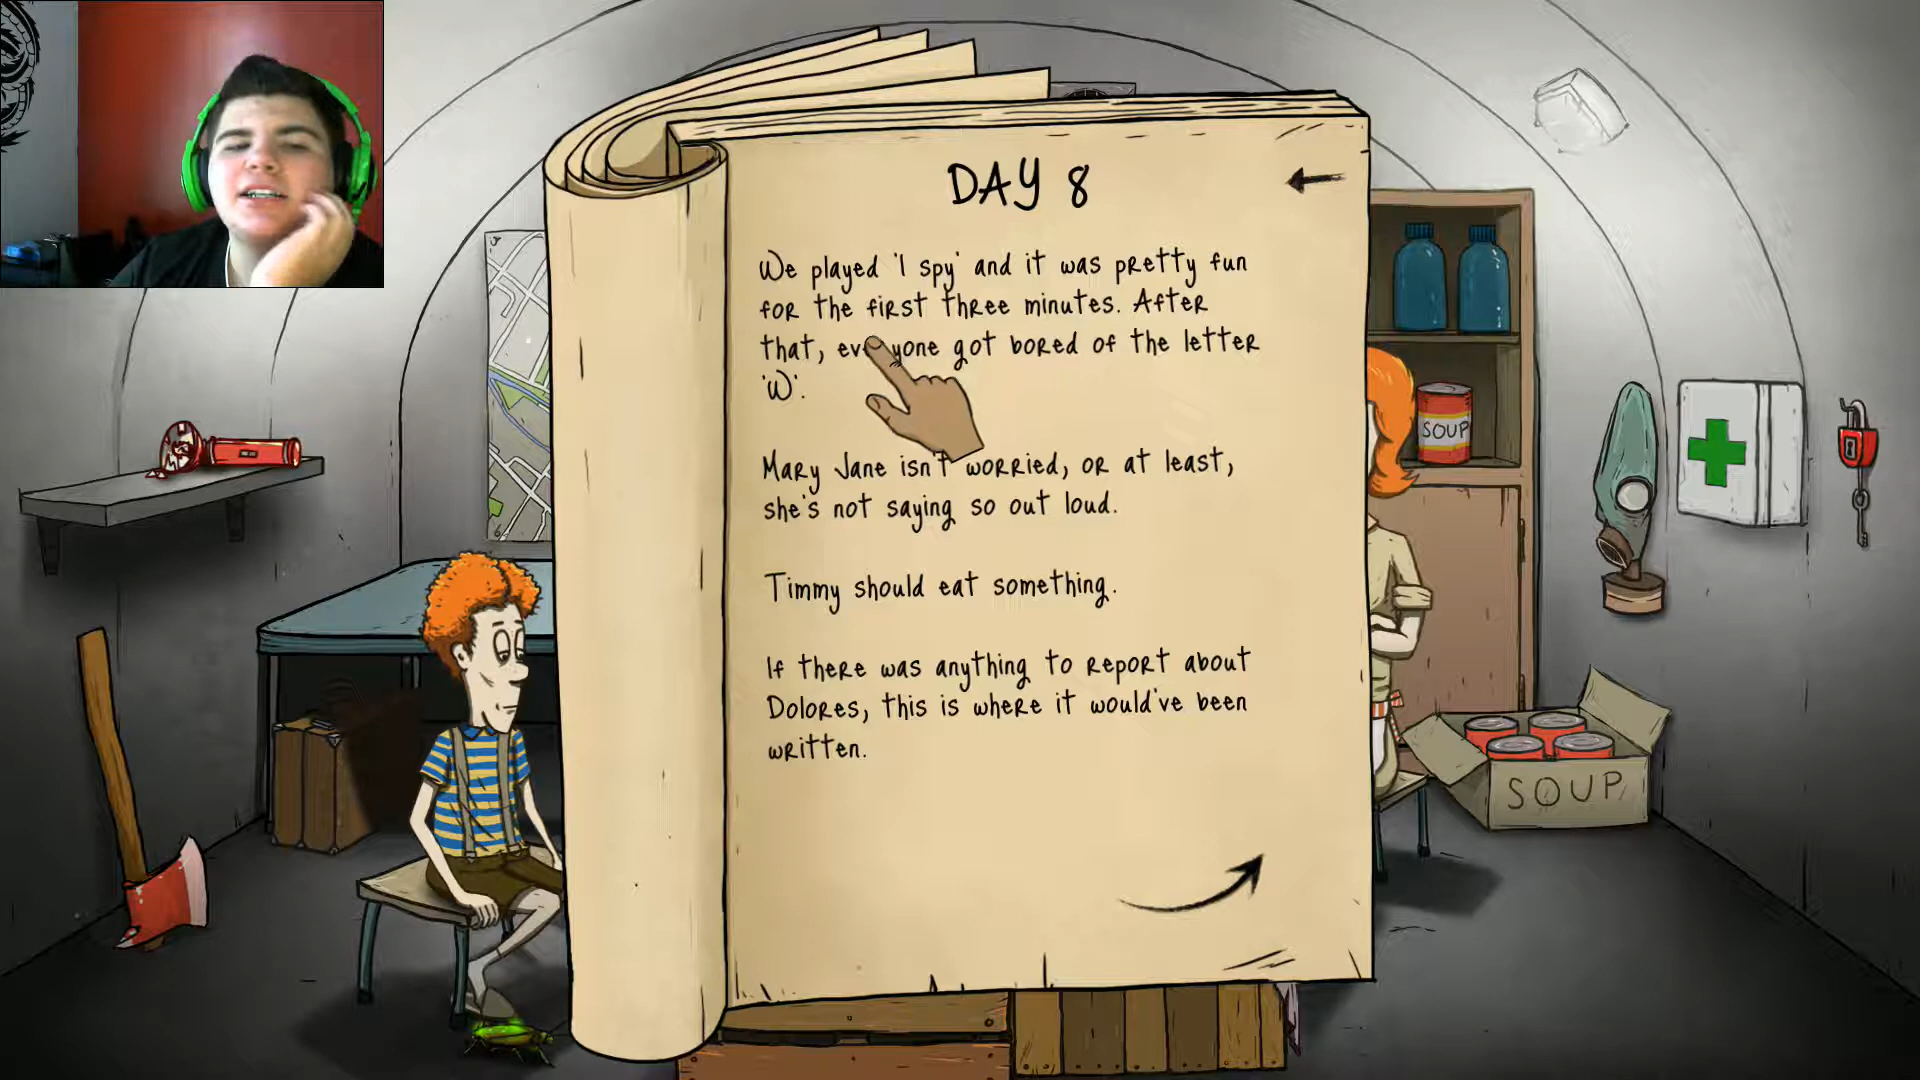 DAY 8
We played 'I spy' and it was pretty fun
for the first three minutes. After
that, everyone got bored of the letter
'W'.
Mary Jane isn't worried, or at least,
she's not saying so out loud.
Timmy should eat something.
If there was anything to report about
Dolores, this is where it would've been
written.
SOUP
SOUP